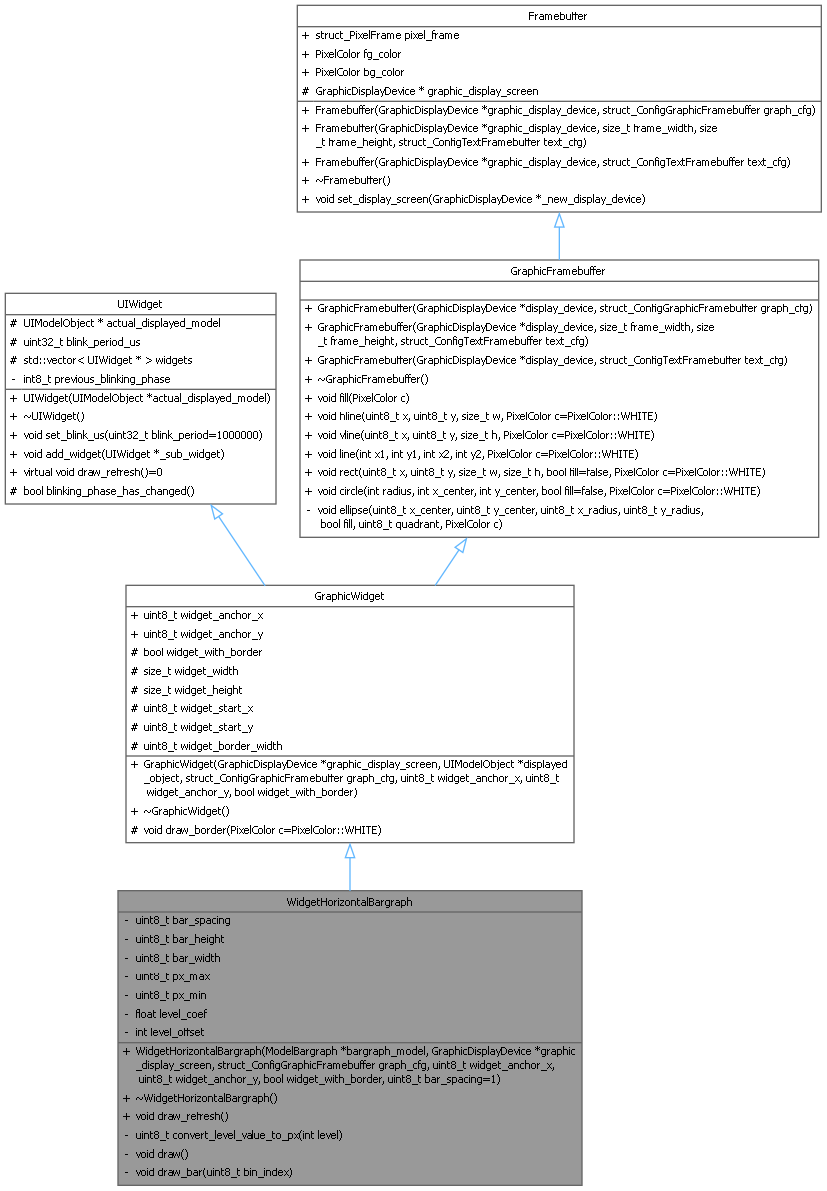 Framebuffer
+ struct_PixelFrame pixel_frame
+ PixelColor fg_color
+ PixelColor bg_color
# GraphicDisplayDevice * graphic_display_screen
+ Framebuffer(GraphicDisplayDevice *graphic_display_device, struct_ConfigGraphicFramebuffer graph_cfg)
+ Framebuffer(GraphicDisplayDevice *graphic_display_device, size_t frame_width, size
_t frame_height, struct_ConfigTextFramebuffer text_cfg)
+ Framebuffer(GraphicDisplayDevice *graphic_display_device, struct_ConfigTextFramebuffer text_cfg)
+ ~Framebuffer()
+ void set_display_screen(GraphicDisplayDevice *_new_display_device)
GraphicFramebuffer
+ GraphicFramebuffer(GraphicDisplayDevice *display_device, struct_ConfigGraphicFramebuffer graph_cfg)
+ GraphicFramebuffer(GraphicDisplayDevice *display_device, size_t frame_width, size
_t frame_height, struct_ConfigTextFramebuffer text_cfg)
+ GraphicFramebuffer(GraphicDisplayDevice *display_device, struct_ConfigTextFramebuffer text_cfg)
+ ~GraphicFramebuffer()
+ void fill(PixelColor c)
+ void hline(uint8_t x, uint8_t y, size_t w, PixelColor c=PixelColor::WHITE)
+ void vline(uint8_t x, uint8_t y, size_t h, PixelColor c=PixelColor::WHITE)
+ void line(int x1, int y1, int x2, int y2, PixelColor c=PixelColor::WHITE)
+ void rect(uint8_t x, uint8_t y, size_t w, size_t h, bool fill=false, PixelColor c=PixelColor::WHITE)
+ void circle(int radius, int x_center, int y_center, bool fill=false, PixelColor c=PixelColor::WHITE)
- void ellipse(uint8_t x_center, uint8_t y_center, uint8_t x_radius, uint8_t y_radius,
bool fill, uint8_t quadrant, PixelColor c)
UIWidget
# UIModelObject * actual_displayed_model
# uint32_t blink_period_us
# std::vector< UIWidget * > widgets
- int8_t previous_blinking_phase
+ UIWidget(UIModelObject *actual_displayed_model)
+ ~UIWidget()
+ void set_blink_us(uint32_t blink_period=1000000)
+ void add_widget(UIWidget *_sub_widget)
+ virtual void draw_refresh()=0
# bool blinking_phase_has_changed()
GraphicWidget
+ uint8_t widget_anchor_x
+ uint8_t widget_anchor_y
# bool widget_with_border
# size_t widget_width
# size_t widget_height
# uint8_t widget_start_x
# uint8_t widget_start_y
# uint8_t widget_border_width
+ GraphicWidget(GraphicDisplayDevice *graphic_display_screen, UIModelObject *displayed
_object, struct_ConfigGraphicFramebuffer graph_cfg, uint8_t widget_anchor_x, uint8_t
widget_anchor_y, bool widget_with_border)
+ ~GraphicWidget()
# void draw_border(PixelColor c=PixelColor::WHITE)
WidgetHorizontalBargraph
- uint8_t bar_spacing
- uint8_t bar_height
- uint8_t bar_width
- uint8_t px_max
- uint8_t px_min
- float level_coef
- int level_offset
+ WidgetHorizontalBargraph(ModelBargraph *bargraph_model, GraphicDisplayDevice *graphic
_display_screen, struct_ConfigGraphicFramebuffer graph_cfg, uint8_t widget_anchor_x,
uint8_t widget_anchor_y, bool widget_with_border, uint8_t bar_spacing=1)
+ ~WidgetHorizontalBargraph()
+ void draw_refresh()
- uint8_t convert_level_value_to_px(int level)
- void draw()
- void draw_bar(uint8_t bin_index)